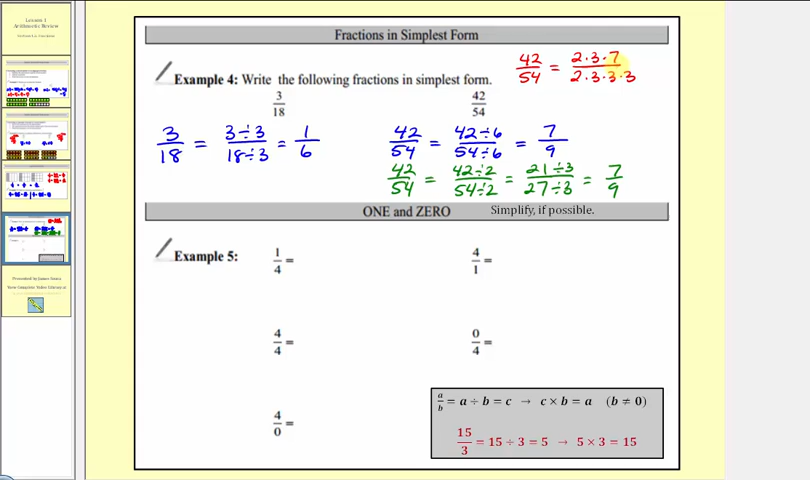 Lesson 1
Arithmetic Review
Fractions in Simplest Form
Example 4: Write the following fractions in simplest form.
42/54 = 2·3·7/2·3·3·3
3/18
42/54
3/18 = 3÷3/18÷3 = 1/6
42/54 = 42÷6/54÷6 = 7/9
42/54 = 42÷2/54÷2 = 21÷3/27÷3 = 7/9
ONE and ZERO
Simplify, if possible.
Example 5:
1/4 =
4/1 =
4/4 =
0/4 =
4/0 =
a/b = a ÷ b = c → c × b = a (b ≠ 0)
15/3 = 15 ÷ 3 = 5 → 5 × 3 = 15